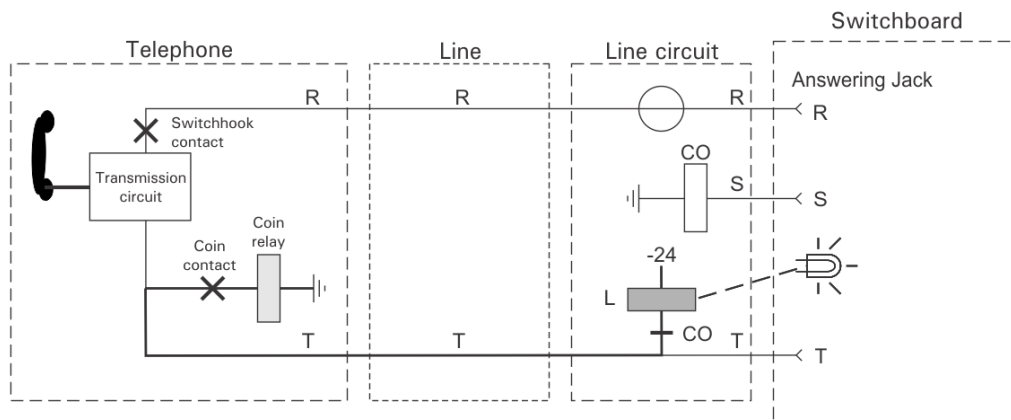 Switchboard
Telephone
Line
Line circuit
Answering Jack
R
R
R
R
Switchhook
contact
CO
Transmission
circuit
S
S
Coin
relay
Coin
contact
-24
L
CO
T
T
T
T